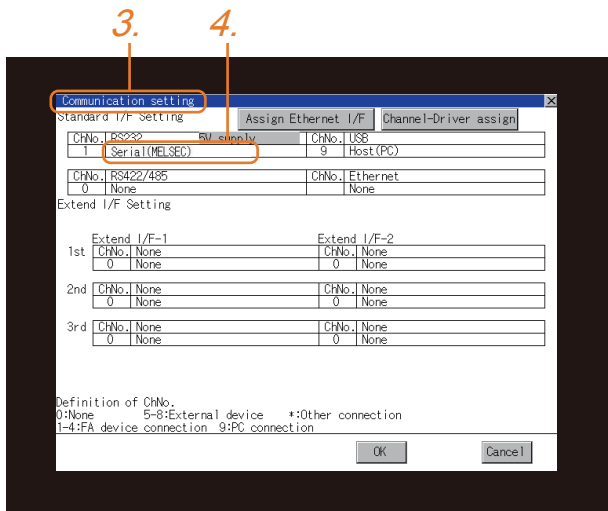 3. 4.
Communication setting
Standard I/F Setting Assign Ethernet I/F Channel-Driver assign
ChNo. RS232 5V supply ChNo. USB
1 Serial(MELSEC) 9 Host(PC)
ChNo. RS422/485 ChNo. Ethernet
0 None None
Extend I/F Setting
Extend I/F-1 Extend I/F-2
1st ChNo. None ChNo. None
0 None 0 None
2nd ChNo. None ChNo. None
0 None 0 None
3rd ChNo. None ChNo. None
0 None 0 None
Definition of ChNo.
0:None 5-8:External device *:Other connection
1-4:FA device connection 9:PC connection
OK Cancel